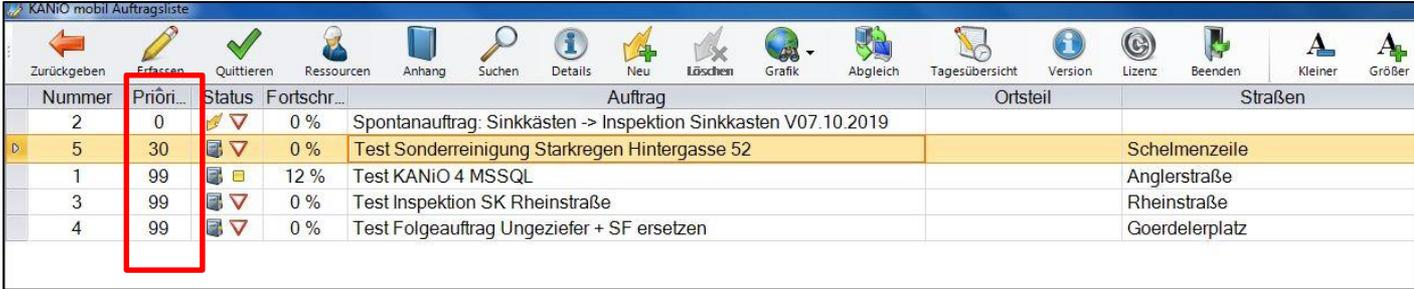 KANiO mobil Auftragsliste
Zurückgeben Erfassen Quittieren Ressourcen Anhang Suchen Details Neu Löschen Grafik Abgleich Tagesübersicht Version Lizenz Beenden Kleiner Größer
Nummer Priori... Status Fortschr... Auftrag Ortsteil Straßen
2 0 0 % Spontanauftrag: Sinkkästen -> Inspektion Sinkkasten V07.10.2019
5 30 0 % Test Sonderreinigung Starkregen Hintergasse 52 Schelmenzeile
1 99 12 % Test KANiO 4 MSSQL Anglerstraße
3 99 0 % Test Inspektion SK Rheinstraße Rheinstraße
4 99 0 % Test Folgeauftrag Ungeziefer + SF ersetzen Goerdelerplatz